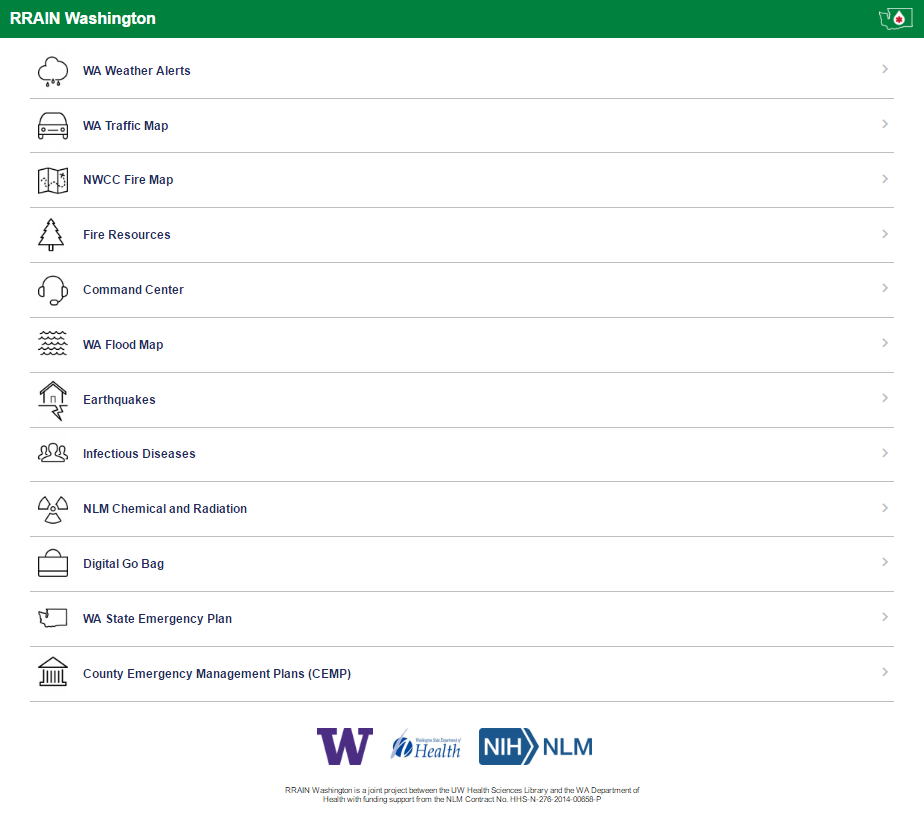 RRAIN Washington
WA Weather Alerts
WA Traffic Map
NWCC Fire Map
Fire Resources
Command Center
WA Flood Map
Earthquakes
Infectious Diseases
NLM Chemical and Radiation
Digital Go Bag
WA State Emergency Plan
County Emergency Management Plans (CEMP)
W
Washington State Department of
Health
NIH NLM
RRAIN Washington is a joint project between the UW Health Sciences Library and the WA Department of
Health with funding support from the NLM Contract No. HHS-N-276-2014-00658-P